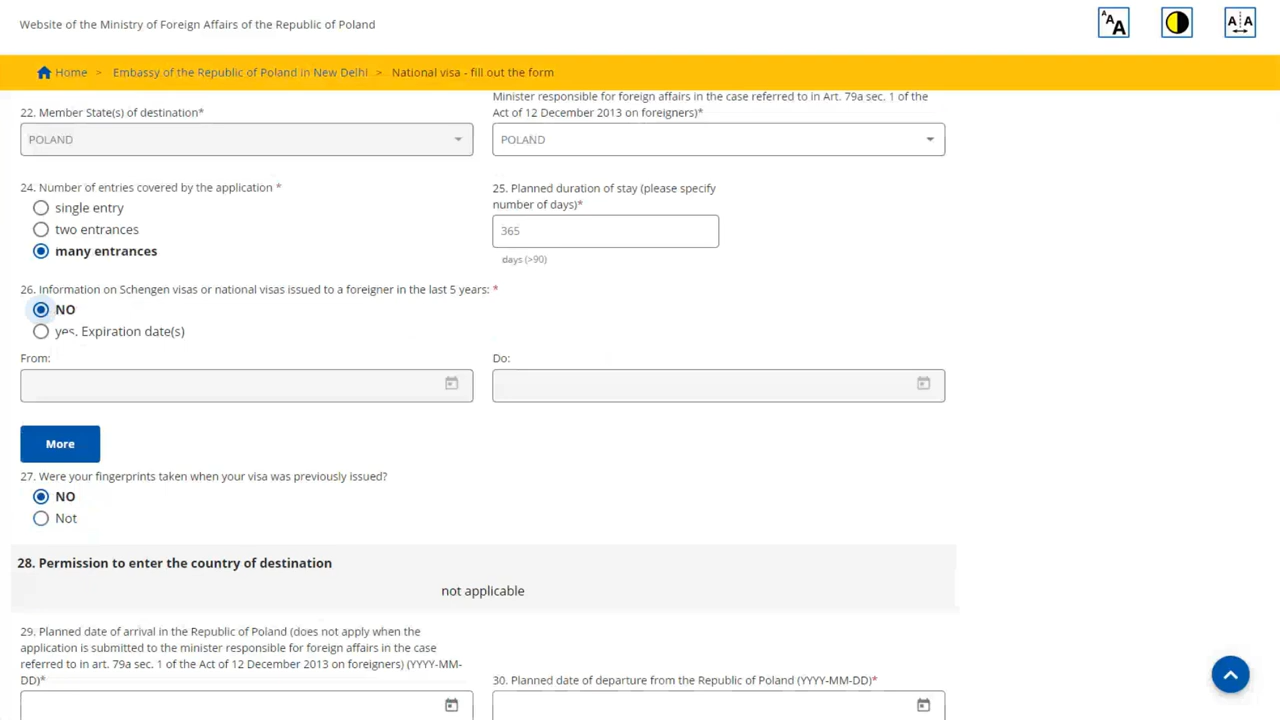 Website of the Ministry of Foreign Affairs of the Republic of Poland
AAA
A A
Home > Embassy of the Republic of Poland in New Delhi > National visa - fill out the form
22. Member State(s) of destination*
POLAND
Minister responsible for foreign affairs in the case referred to in Art. 79a sec. 1 of the
Act of 12 December 2013 on foreigners)*
POLAND
24. Number of entries covered by the application *
single entry
two entrances
many entrances
25. Planned duration of stay (please specify
number of days)*
365
days (>90)
26. Information on Schengen visas or national visas issued to a foreigner in the last 5 years: *
NO
yes. Expiration date(s)
From:
Do:
More
27. Were your fingerprints taken when your visa was previously issued?
NO
Not
28. Permission to enter the country of destination
not applicable
29. Planned date of arrival in the Republic of Poland (does not apply when the
application is submitted to the minister responsible for foreign affairs in the case
referred to in art. 79a sec. 1 of the Act of 12 December 2013 on foreigners) (YYYY-MM-
DD)*
30. Planned date of departure from the Republic of Poland (YYYY-MM-DD)*